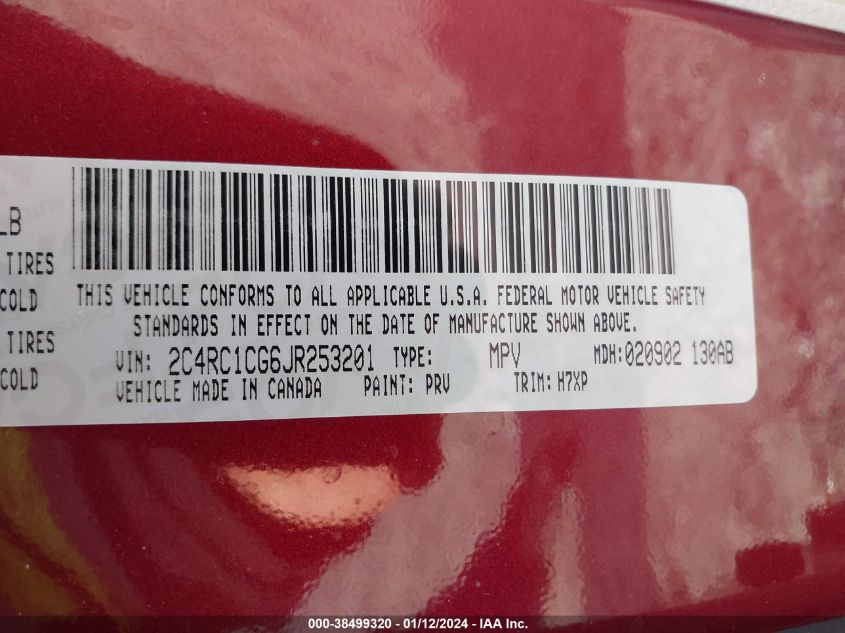 LB
TIRES
COLD
TIRES
COLD
THIS VEHICLE CONFORMS TO ALL APPLICABLE U.S.A. FEDERAL MOTOR VEHICLE SAFETY
STANDARDS IN EFFECT ON THE DATE OF MANUFACTURE SHOWN ABOVE.
VIN: 2C4RC1CG6JR253201 TYPE: MPV MDH:020902 130AB
VEHICLE MADE IN CANADA PAINT: PRV TRIM: H7XP
000-38499320 - 01/12/2024 - IAA Inc.